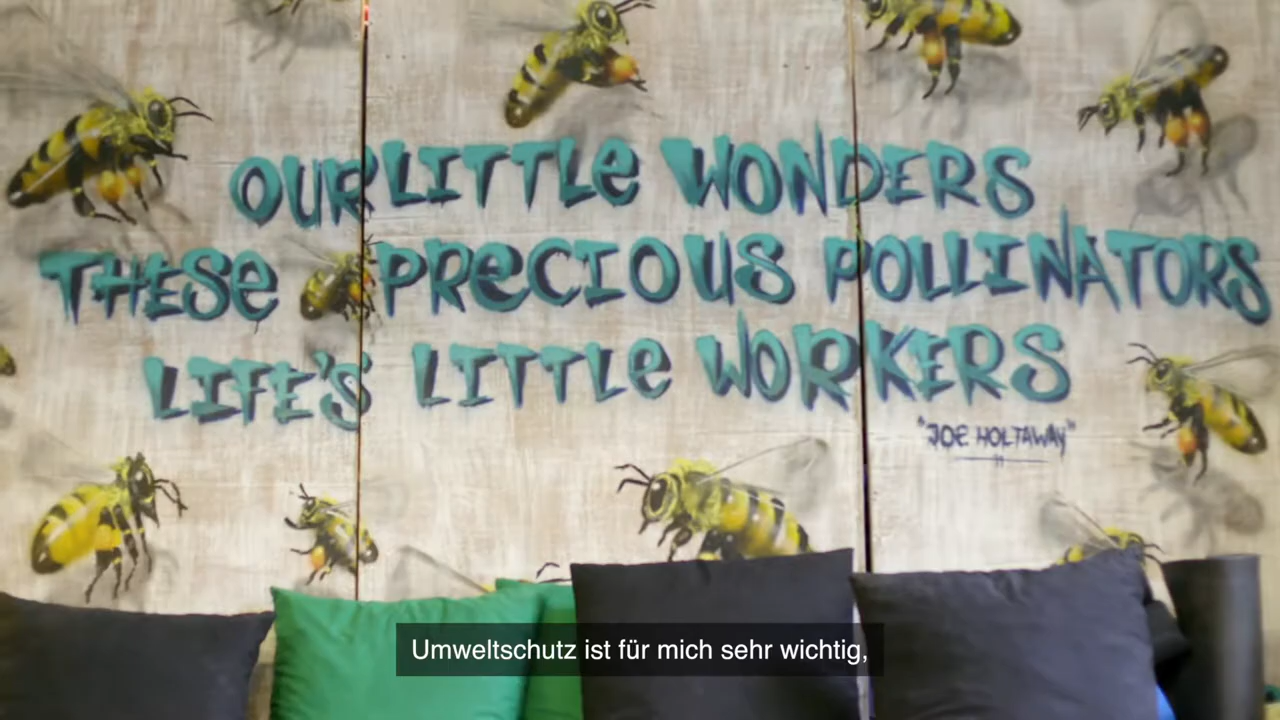 OUR LITTLE WONDERS
THESE PRECIOUS POLLINATORS
LIFE'S LITTLE WORKERS
"JOE HOLTAWAY"
Umweltschutz ist für mich sehr wichtig,